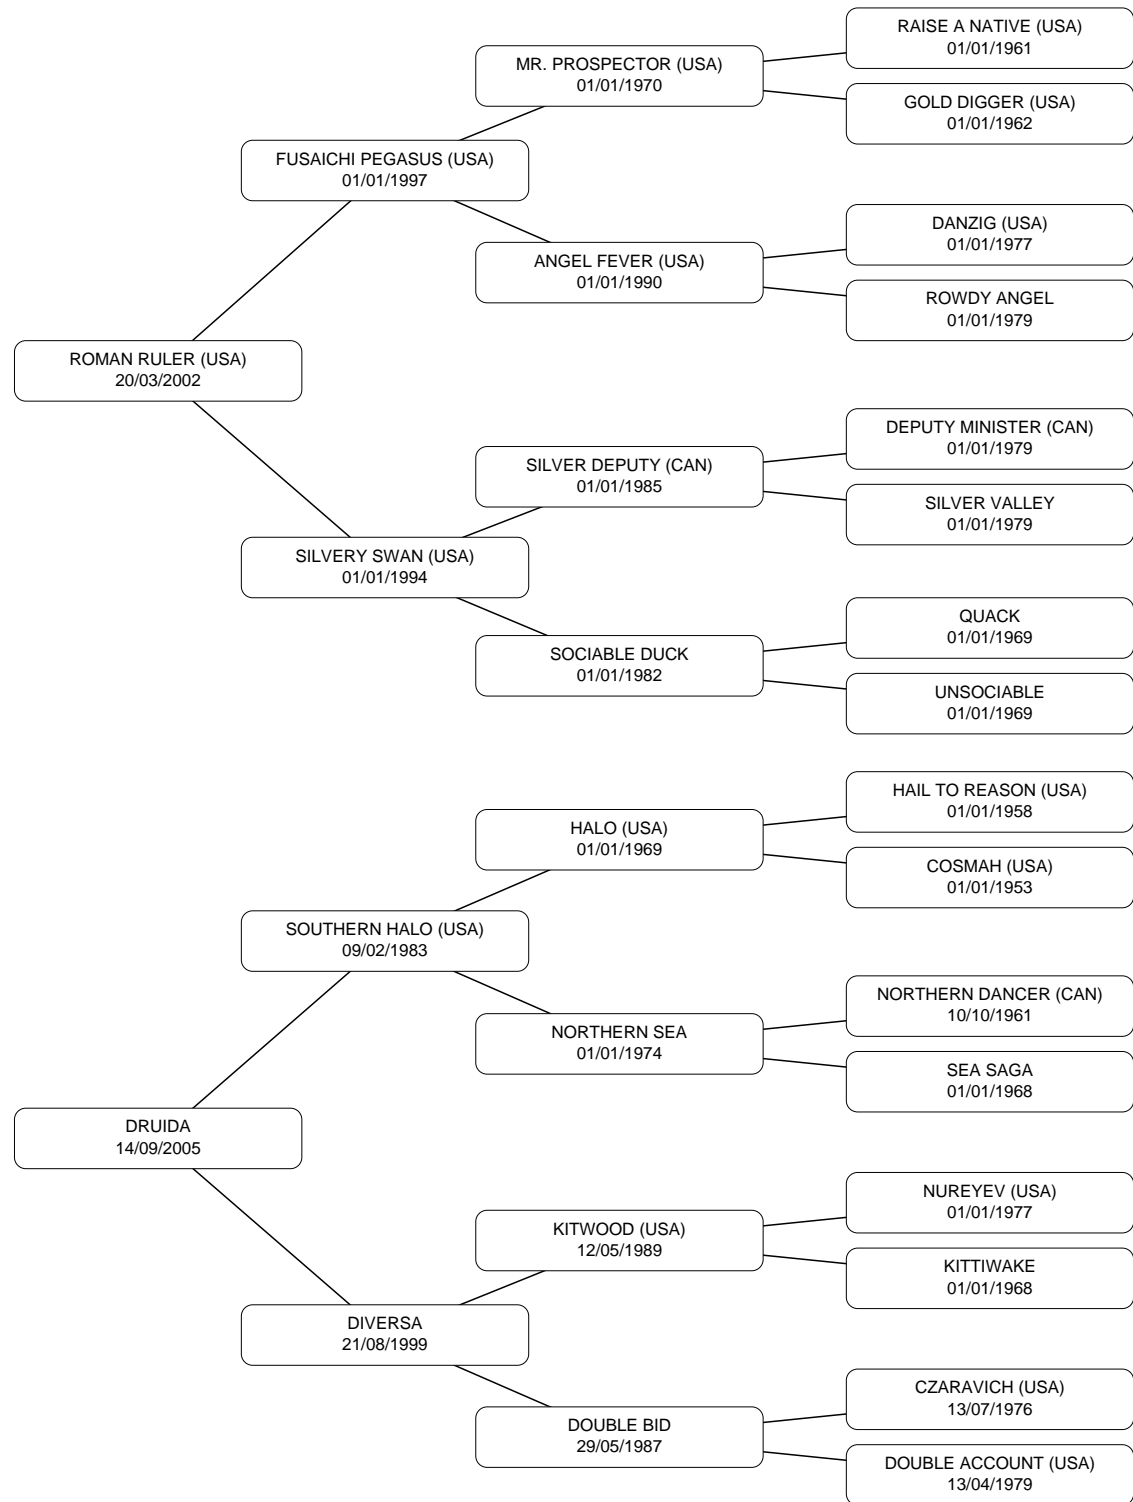 RAISE A NATIVE (USA)
01/01/1961
MR. PROSPECTOR (USA)
01/01/1970
GOLD DIGGER (USA)
01/01/1962
FUSAICHI PEGASUS (USA)
01/01/1997
DANZIG (USA)
01/01/1977
ANGEL FEVER (USA)
01/01/1990
ROWDY ANGEL
01/01/1979
ROMAN RULER (USA)
20/03/2002
DEPUTY MINISTER (CAN)
01/01/1979
SILVER DEPUTY (CAN)
01/01/1985
SILVER VALLEY
01/01/1979
SILVERY SWAN (USA)
01/01/1994
QUACK
01/01/1969
SOCIABLE DUCK
01/01/1982
UNSOCIABLE
01/01/1969
HAIL TO REASON (USA)
01/01/1958
HALO (USA)
01/01/1969
COSMAH (USA)
01/01/1953
SOUTHERN HALO (USA)
09/02/1983
NORTHERN DANCER (CAN)
10/10/1961
NORTHERN SEA
01/01/1974
SEA SAGA
01/01/1968
DRUIDA
14/09/2005
NUREYEV (USA)
01/01/1977
KITWOOD (USA)
12/05/1989
KITTIWAKE
01/01/1968
DIVERSA
21/08/1999
CZARAVICH (USA)
13/07/1976
DOUBLE BID
29/05/1987
DOUBLE ACCOUNT (USA)
13/04/1979